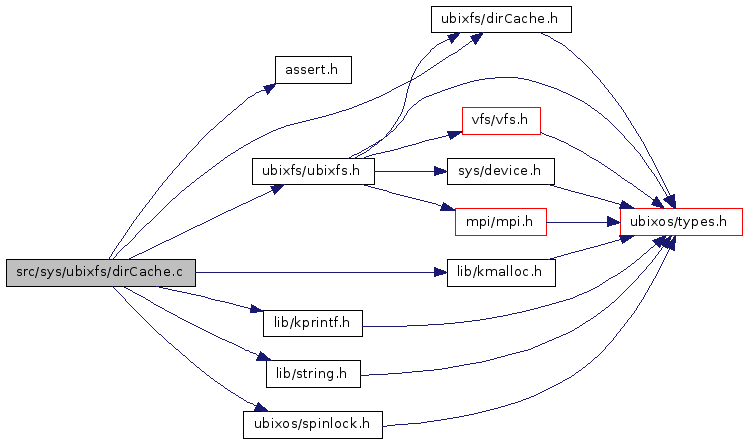 ubixfs/dirCache.h
assert.h
vfs/vfs.h
ubixfs/ubixfs.h
sys/device.h
mpi/mpi.h
ubixos/types.h
src/sys/ubixfs/dirCache.c
lib/kmalloc.h
lib/kprintf.h
lib/string.h
ubixos/spinlock.h